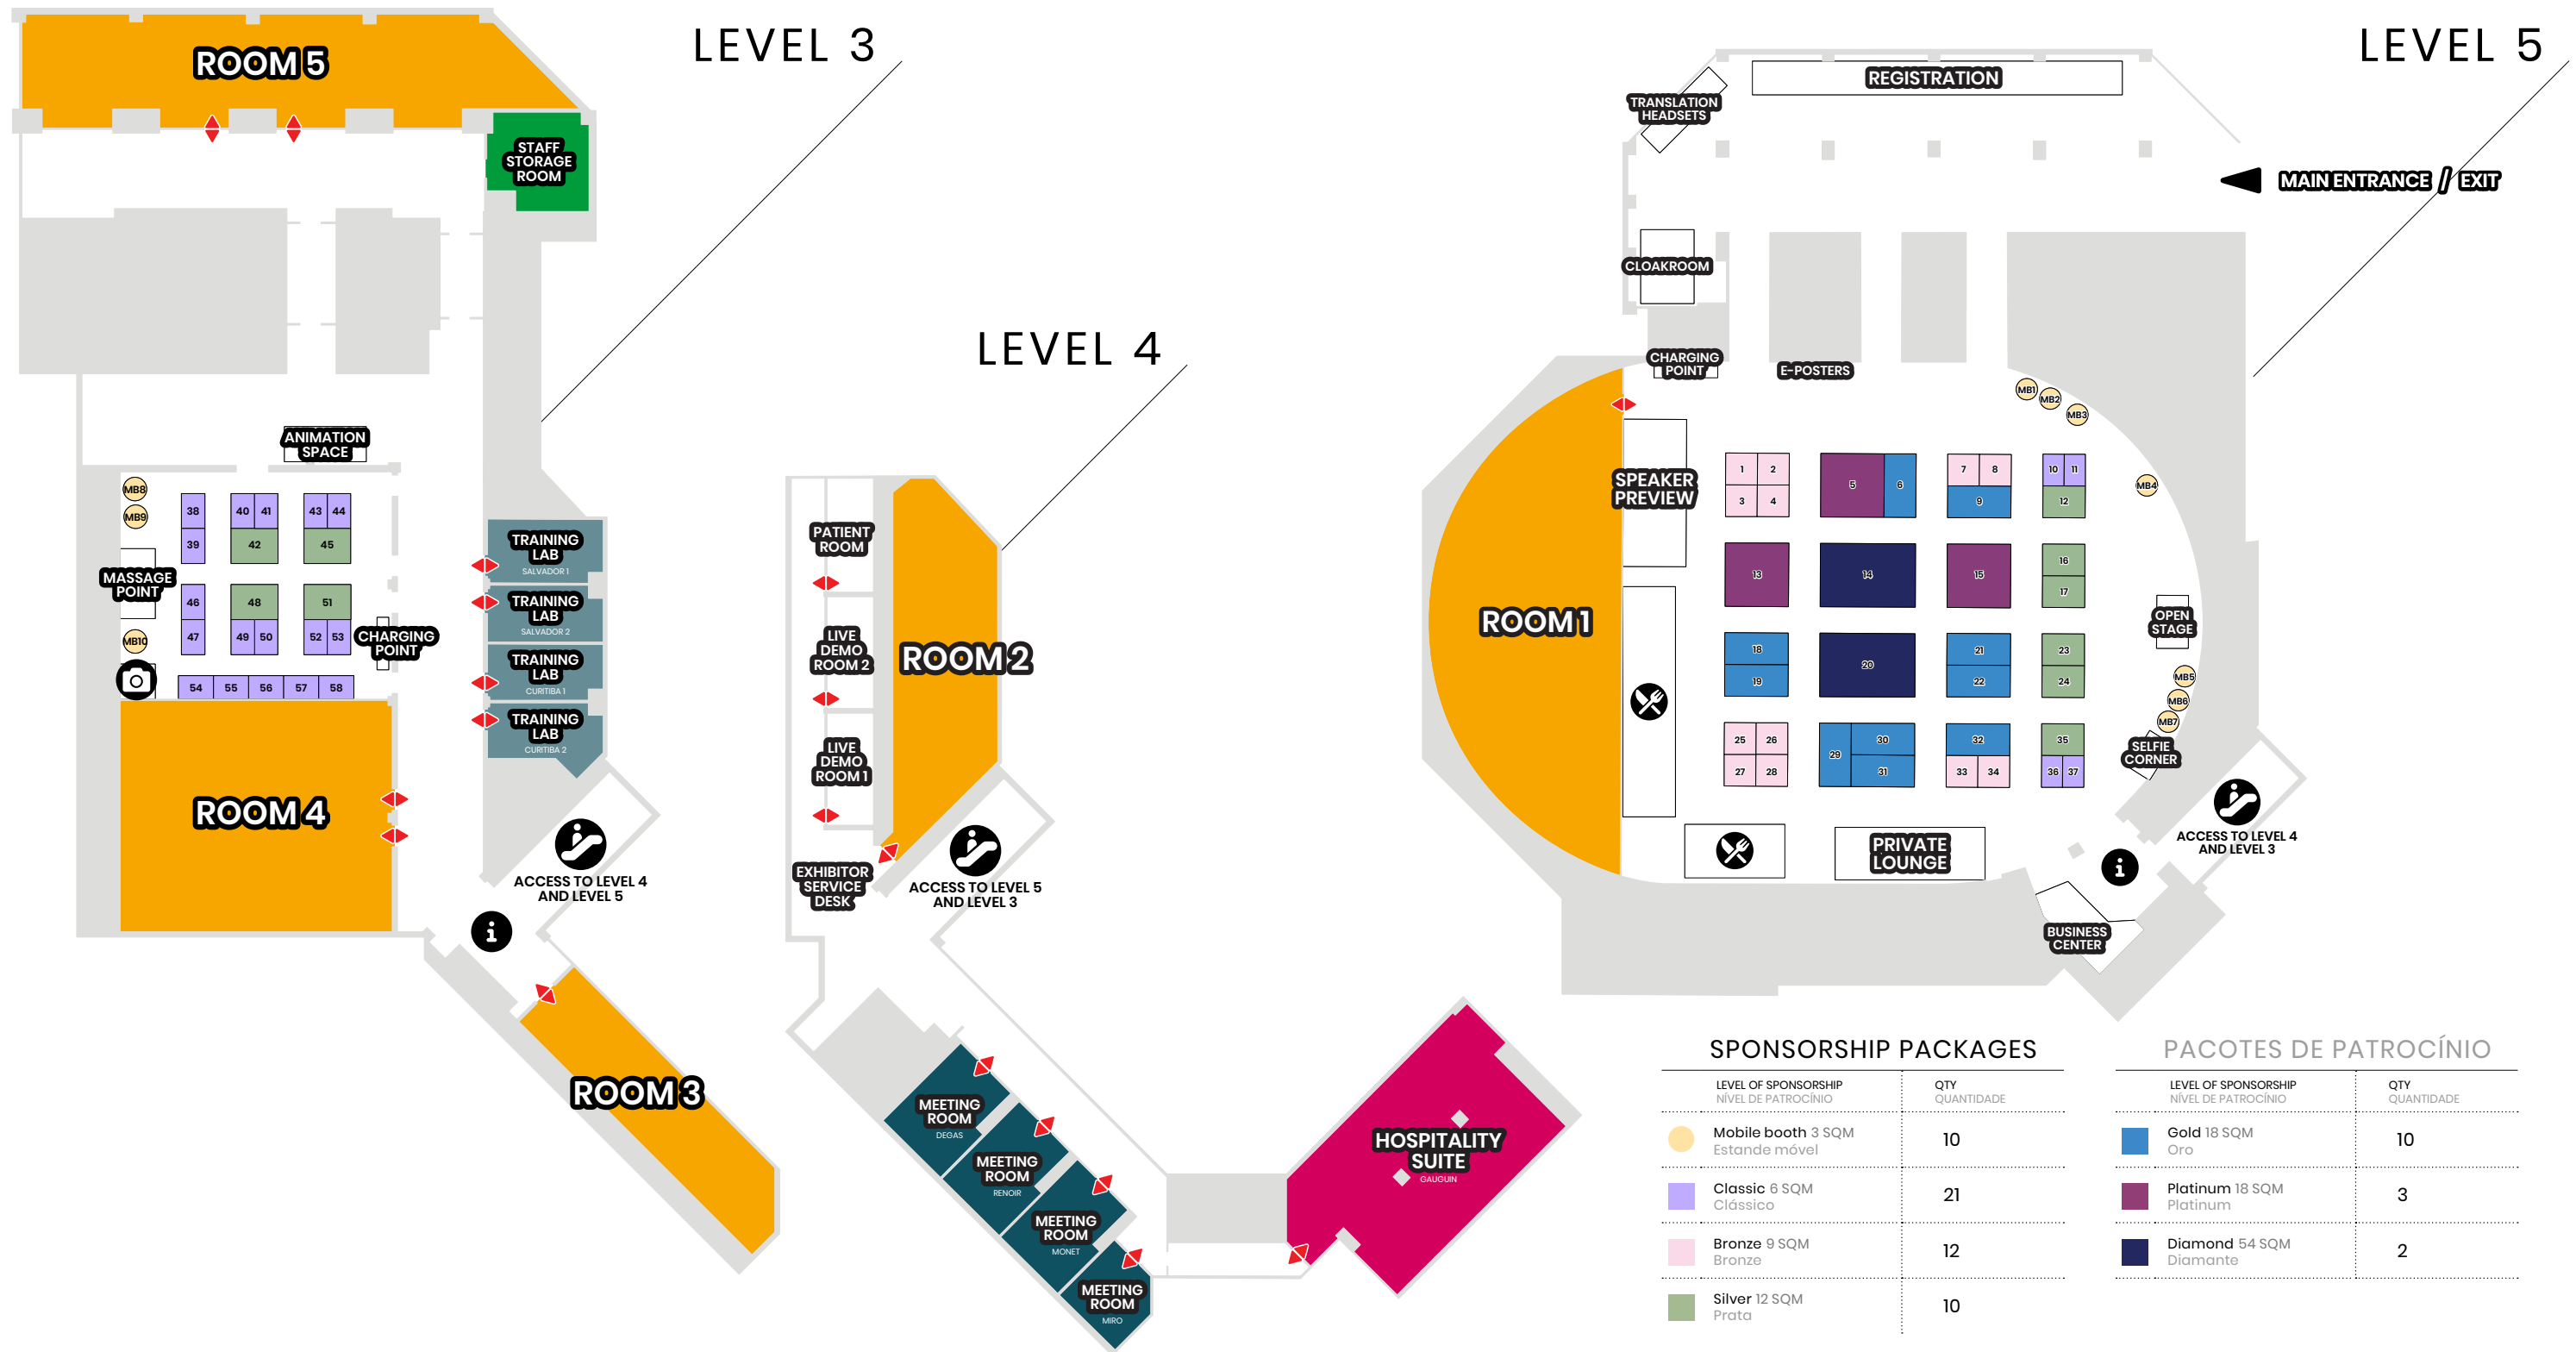 LEVEL 3
ROOM 5
STAFF
STORAGE
ROOM
ANIMATION
SPACE
MB8
MB9
38
40
41
43
44
39
42
45
MASSAGE
POINT
46
48
51
47
49
50
52
53
MB10
CHARGING
POINT
54
55
56
57
58
TRAINING
LAB
SALVADOR 1
TRAINING
LAB
SALVADOR 2
TRAINING
LAB
CURITIBA 1
TRAINING
LAB
CURITIBA 2
ROOM 4
ACCESS TO LEVEL 4
AND LEVEL 5
i
ROOM 3
LEVEL 4
PATIENT
ROOM
LIVE
DEMO
ROOM 2
ROOM 2
LIVE
DEMO
ROOM 1
EXHIBITOR
SERVICE
DESK
ACCESS TO LEVEL 5
AND LEVEL 3
MEETING
ROOM
DEGAS
MEETING
ROOM
RENOIR
MEETING
ROOM
MONET
MEETING
ROOM
MIRO
HOSPITALITY
SUITE
GAUGUIN
LEVEL 5
REGISTRATION
TRANSLATION
HEADSETS
MAIN ENTRANCE / EXIT
CLOAKROOM
CHARGING
POINT
E-POSTERS
MB1
MB2
MB3
SPEAKER
PREVIEW
1
2
5
6
7
8
10
11
MB4
3
4
9
12
13
14
15
16
17
ROOM 1
OPEN
STAGE
18
20
21
23
19
22
24
MB5
MB6
MB7
25
26
29
30
32
35
27
28
31
33
34
36
37
SELFIE
CORNER
PRIVATE
LOUNGE
ACCESS TO LEVEL 4
AND LEVEL 3
i
BUSINESS
CENTER
SPONSORSHIP PACKAGES
LEVEL OF SPONSORSHIP QTY
NÍVEL DE PATROCÍNIO QUANTIDADE
Mobile booth 3 SQM 10
Estande móvel
Classic 6 SQM 21
Clássico
Bronze 9 SQM 12
Bronze
Silver 12 SQM 10
Prata
PACOTES DE PATROCÍNIO
LEVEL OF SPONSORSHIP QTY
NÍVEL DE PATROCÍNIO QUANTIDADE
Gold 18 SQM 10
Oro
Platinum 18 SQM 3
Platinum
Diamond 54 SQM 2
Diamante